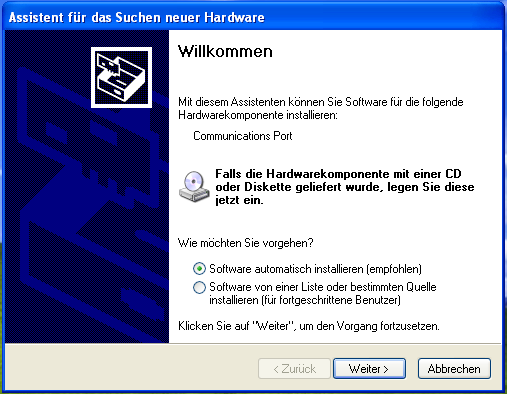 Assistent für das Suchen neuer Hardware
Willkommen
Mit diesem Assistenten können Sie Software für die folgende
Hardwarekomponente installieren:
Communications Port
Falls die Hardwarekomponente mit einer CD
oder Diskette geliefert wurde, legen Sie diese
jetzt ein.
Wie möchten Sie vorgehen?
Software automatisch installieren (empfohlen)
Software von einer Liste oder bestimmten Quelle
installieren (für fortgeschrittene Benutzer)
Klicken Sie auf "Weiter", um den Vorgang fortzusetzen.
< Zurück Weiter > Abbrechen